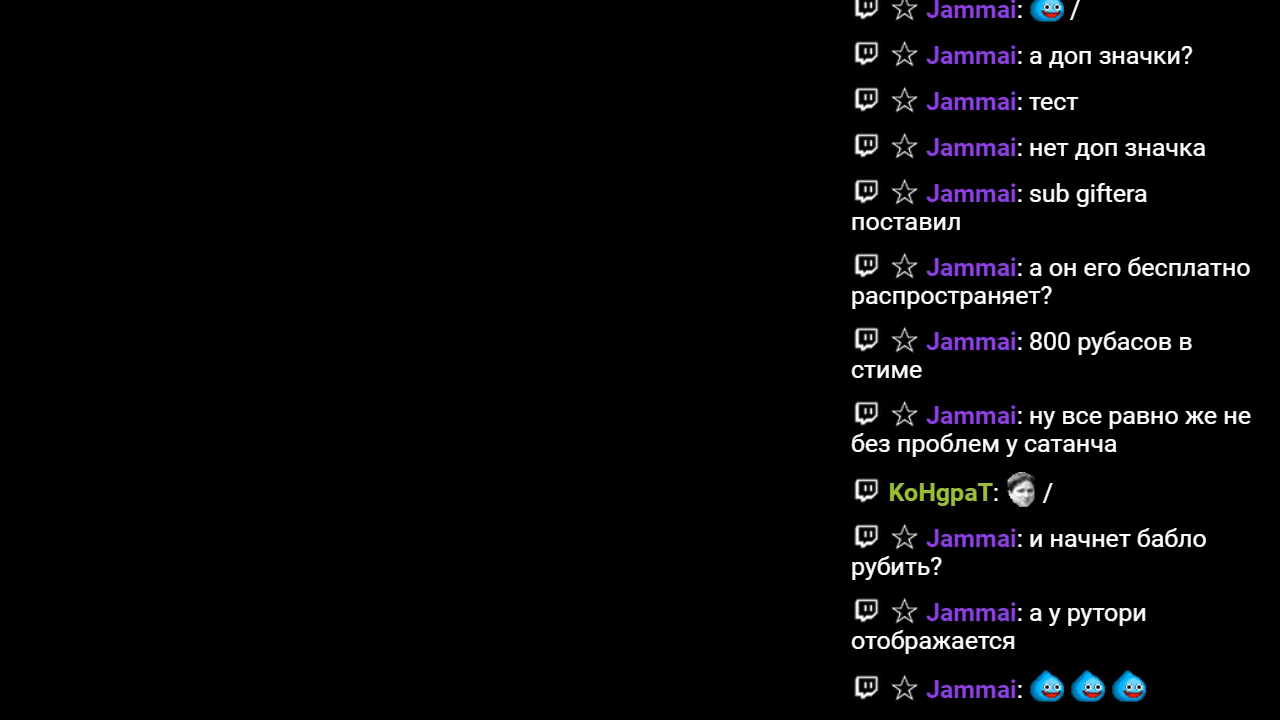 Jammai: /
Jammai: а доп значки?
Jammai: тест
Jammai: нет доп значка
Jammai: sub giftera
поставил
Jammai: а он его бесплатно
распространяет?
Jammai: 800 рубасов в
стиме
Jammai: ну все равно же не
без проблем у сатанча
KoHgpaT: /
Jammai: и начнет бабло
рубить?
Jammai: а у рутори
отображается
Jammai: